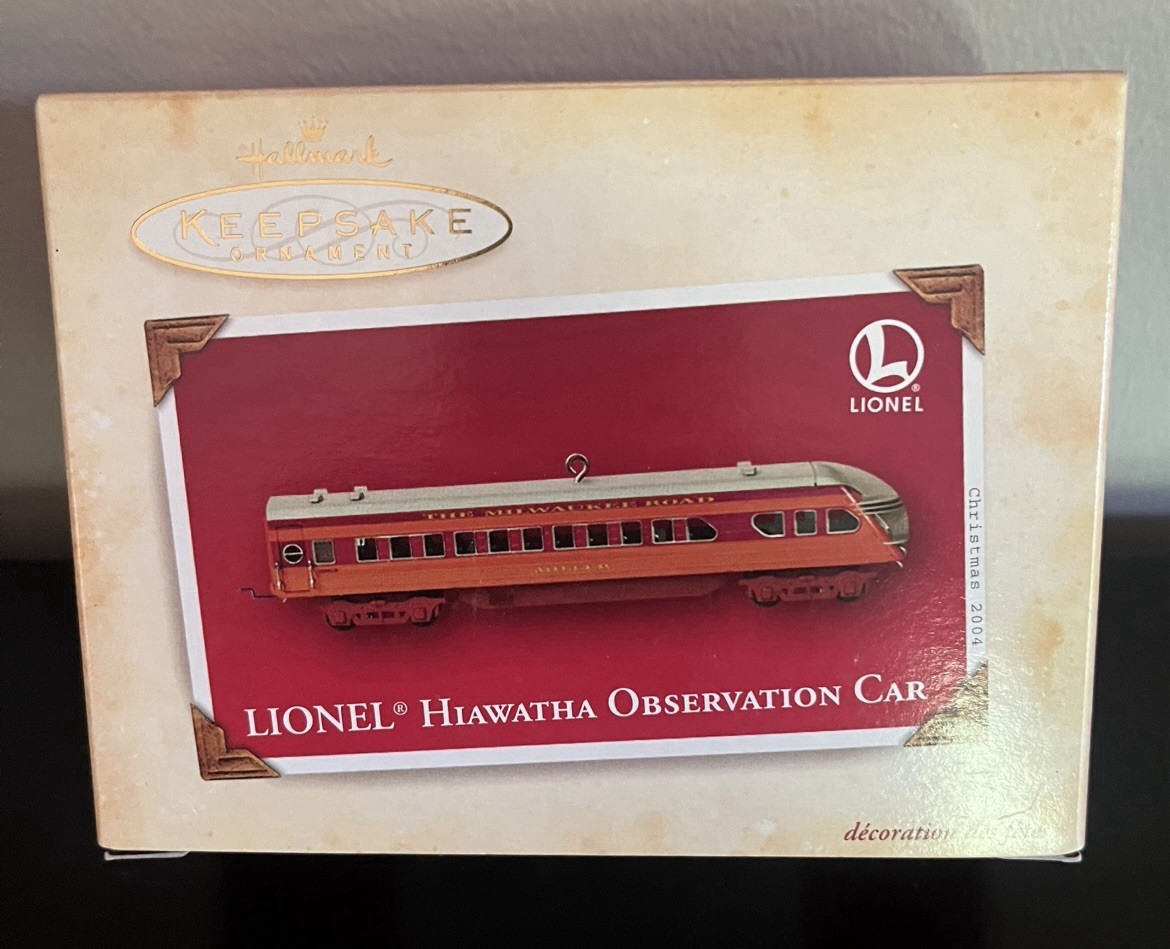 Hallmark
KEEPSAKE
ORNAMENT
L
LIONEL
®
THE MILWAUKEE ROAD
Christmas 2004
LIONEL® HIAWATHA OBSERVATION CAR
décoration